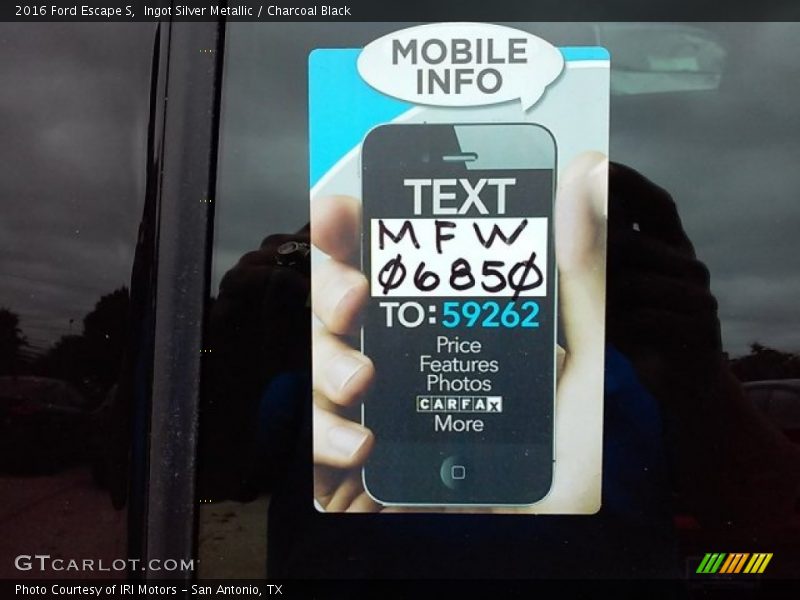 2016 Ford Escape S,  Ingot Silver Metallic / Charcoal Black
MOBILE
INFO
TEXT
MFW
06850
TO: 59262
Price
Features
Photos
CARFAX
More
GTCARLOT.COM
Photo Courtesy of IRI Motors - San Antonio, TX